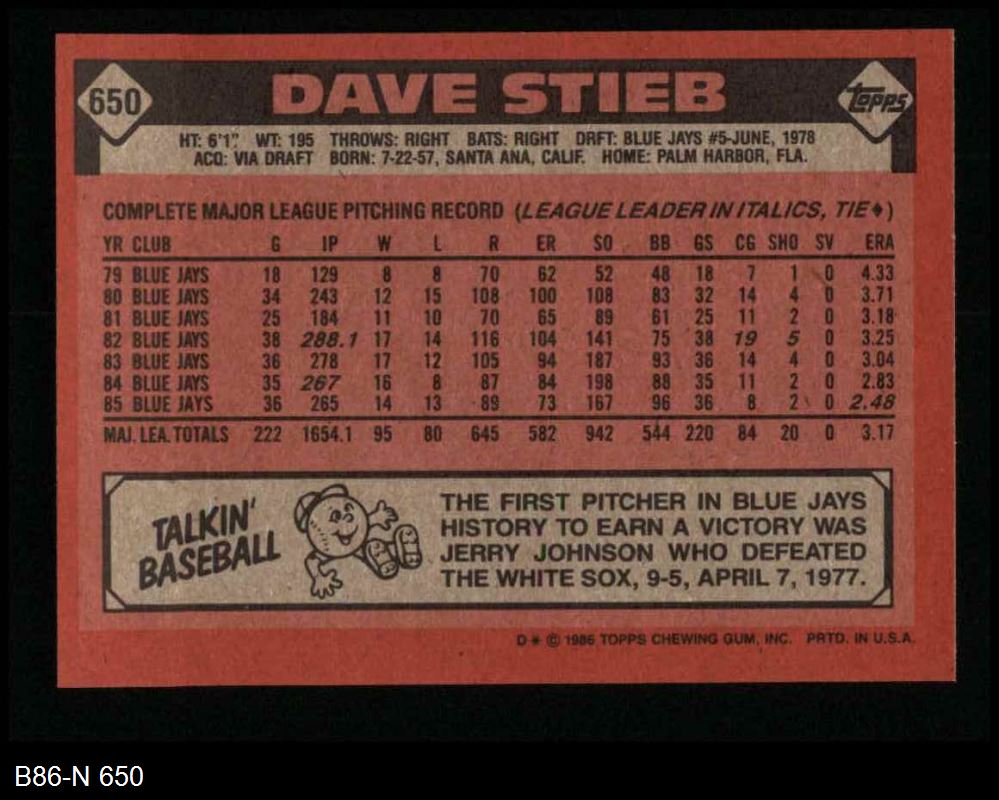 650 DAVE STIEB Topps
HT: 6'1" WT: 195 THROWS: RIGHT BATS: RIGHT DRFT: BLUE JAYS #5-JUNE, 1978
ACQ: VIA DRAFT BORN: 7-22-57, SANTA ANA, CALIF. HOME: PALM HARBOR, FLA.
COMPLETE MAJOR LEAGUE PITCHING RECORD (LEAGUE LEADER IN ITALICS, TIE♦)
YR CLUB G IP W L R ER SO BB GS CG SHO SV ERA
79 BLUE JAYS 18 129 8 8 70 62 52 48 18 7 1 0 4.33
80 BLUE JAYS 34 243 12 15 108 100 108 83 32 14 4 0 3.71
81 BLUE JAYS 25 184 11 10 70 65 89 61 25 11 2 0 3.18
82 BLUE JAYS 38 288.1 17 14 116 104 141 75 38 19 5 0 3.25
83 BLUE JAYS 36 278 17 12 105 94 187 93 36 14 4 0 3.04
84 BLUE JAYS 35 267 16 8 87 84 198 88 35 11 2 0 2.83
85 BLUE JAYS 36 265 14 13 89 73 167 96 36 8 2 0 2.48
MAJ. LEA. TOTALS 222 1654.1 95 80 645 582 942 544 220 84 20 0 3.17
TALKIN'
BASEBALL
THE FIRST PITCHER IN BLUE JAYS
HISTORY TO EARN A VICTORY WAS
JERRY JOHNSON WHO DEFEATED
THE WHITE SOX, 9-5, APRIL 7, 1977.
D * © 1986 TOPPS CHEWING GUM, INC. PRTD. IN U.S.A.
B86-N 650